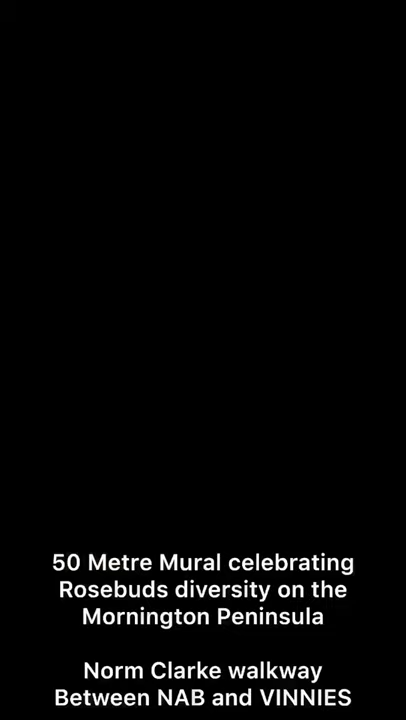 50 Metre Mural celebrating
Rosebuds diversity on the
Mornington Peninsula
Norm Clarke walkway
Between NAB and VINNIES